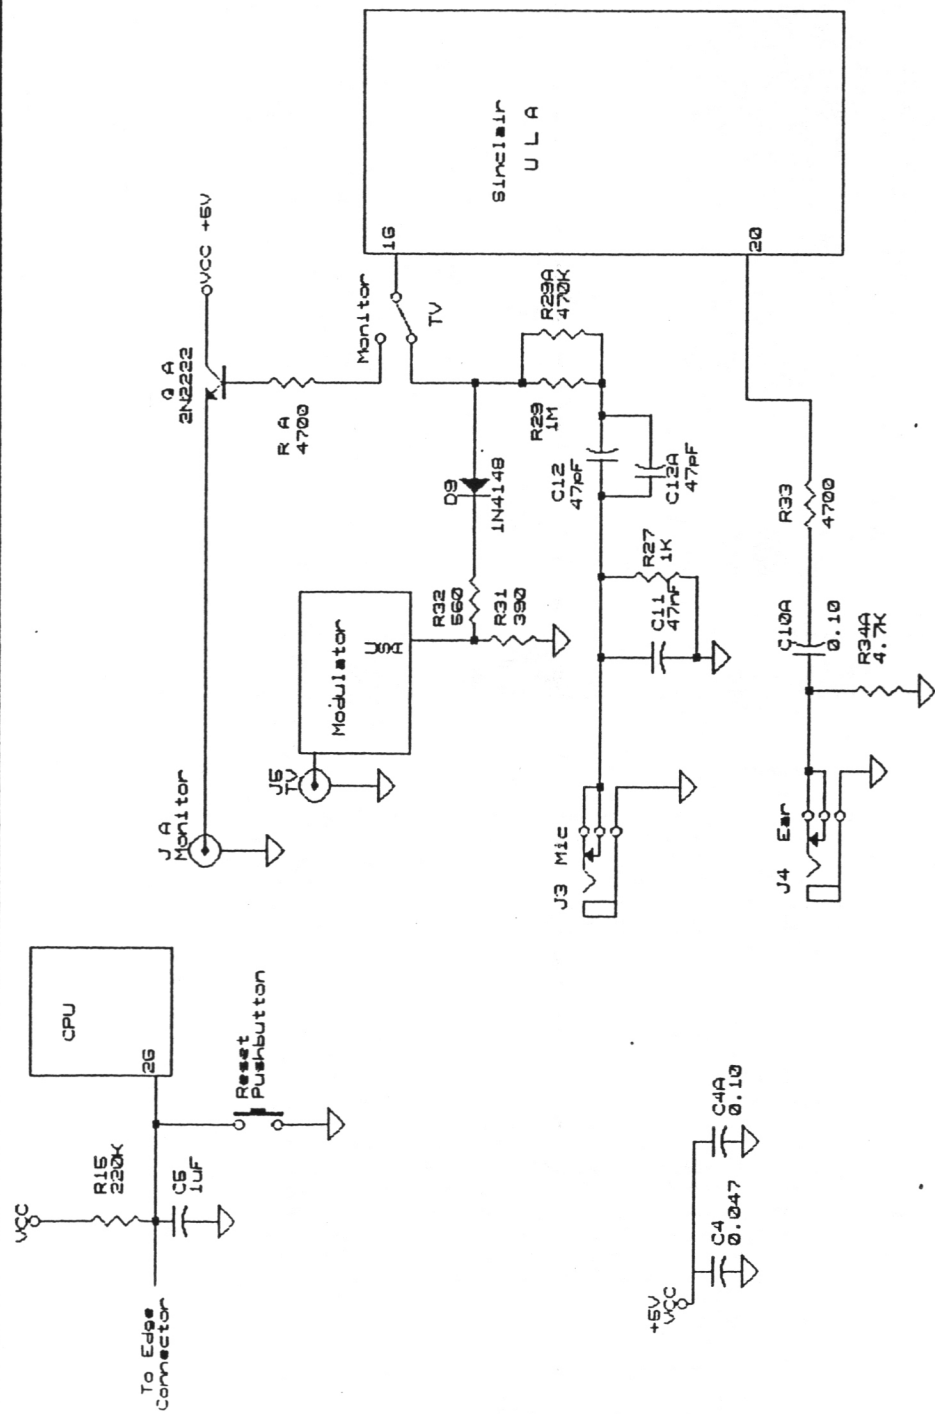 To Edge
Connector
VCC
R15
220K
C5
1uF
CPU
26
Reset
Pushbutton
J A
Monitor
Q A
2N2222
VCC +5V
R A
4700
J5
TV
Modulator
R32
560
R31
390
D9
1N4148
Monitor
TV
16
Sinclair
U L A
20
R29
1M
R29A
470K
C12
47pF
C12A
47pF
R27
1K
C11
47nF
J3 Mic
J4 Ear
C10A
0.10
R33
4700
R34A
4.7K
+5V
VCC
C4
0.047
C4A
0.10